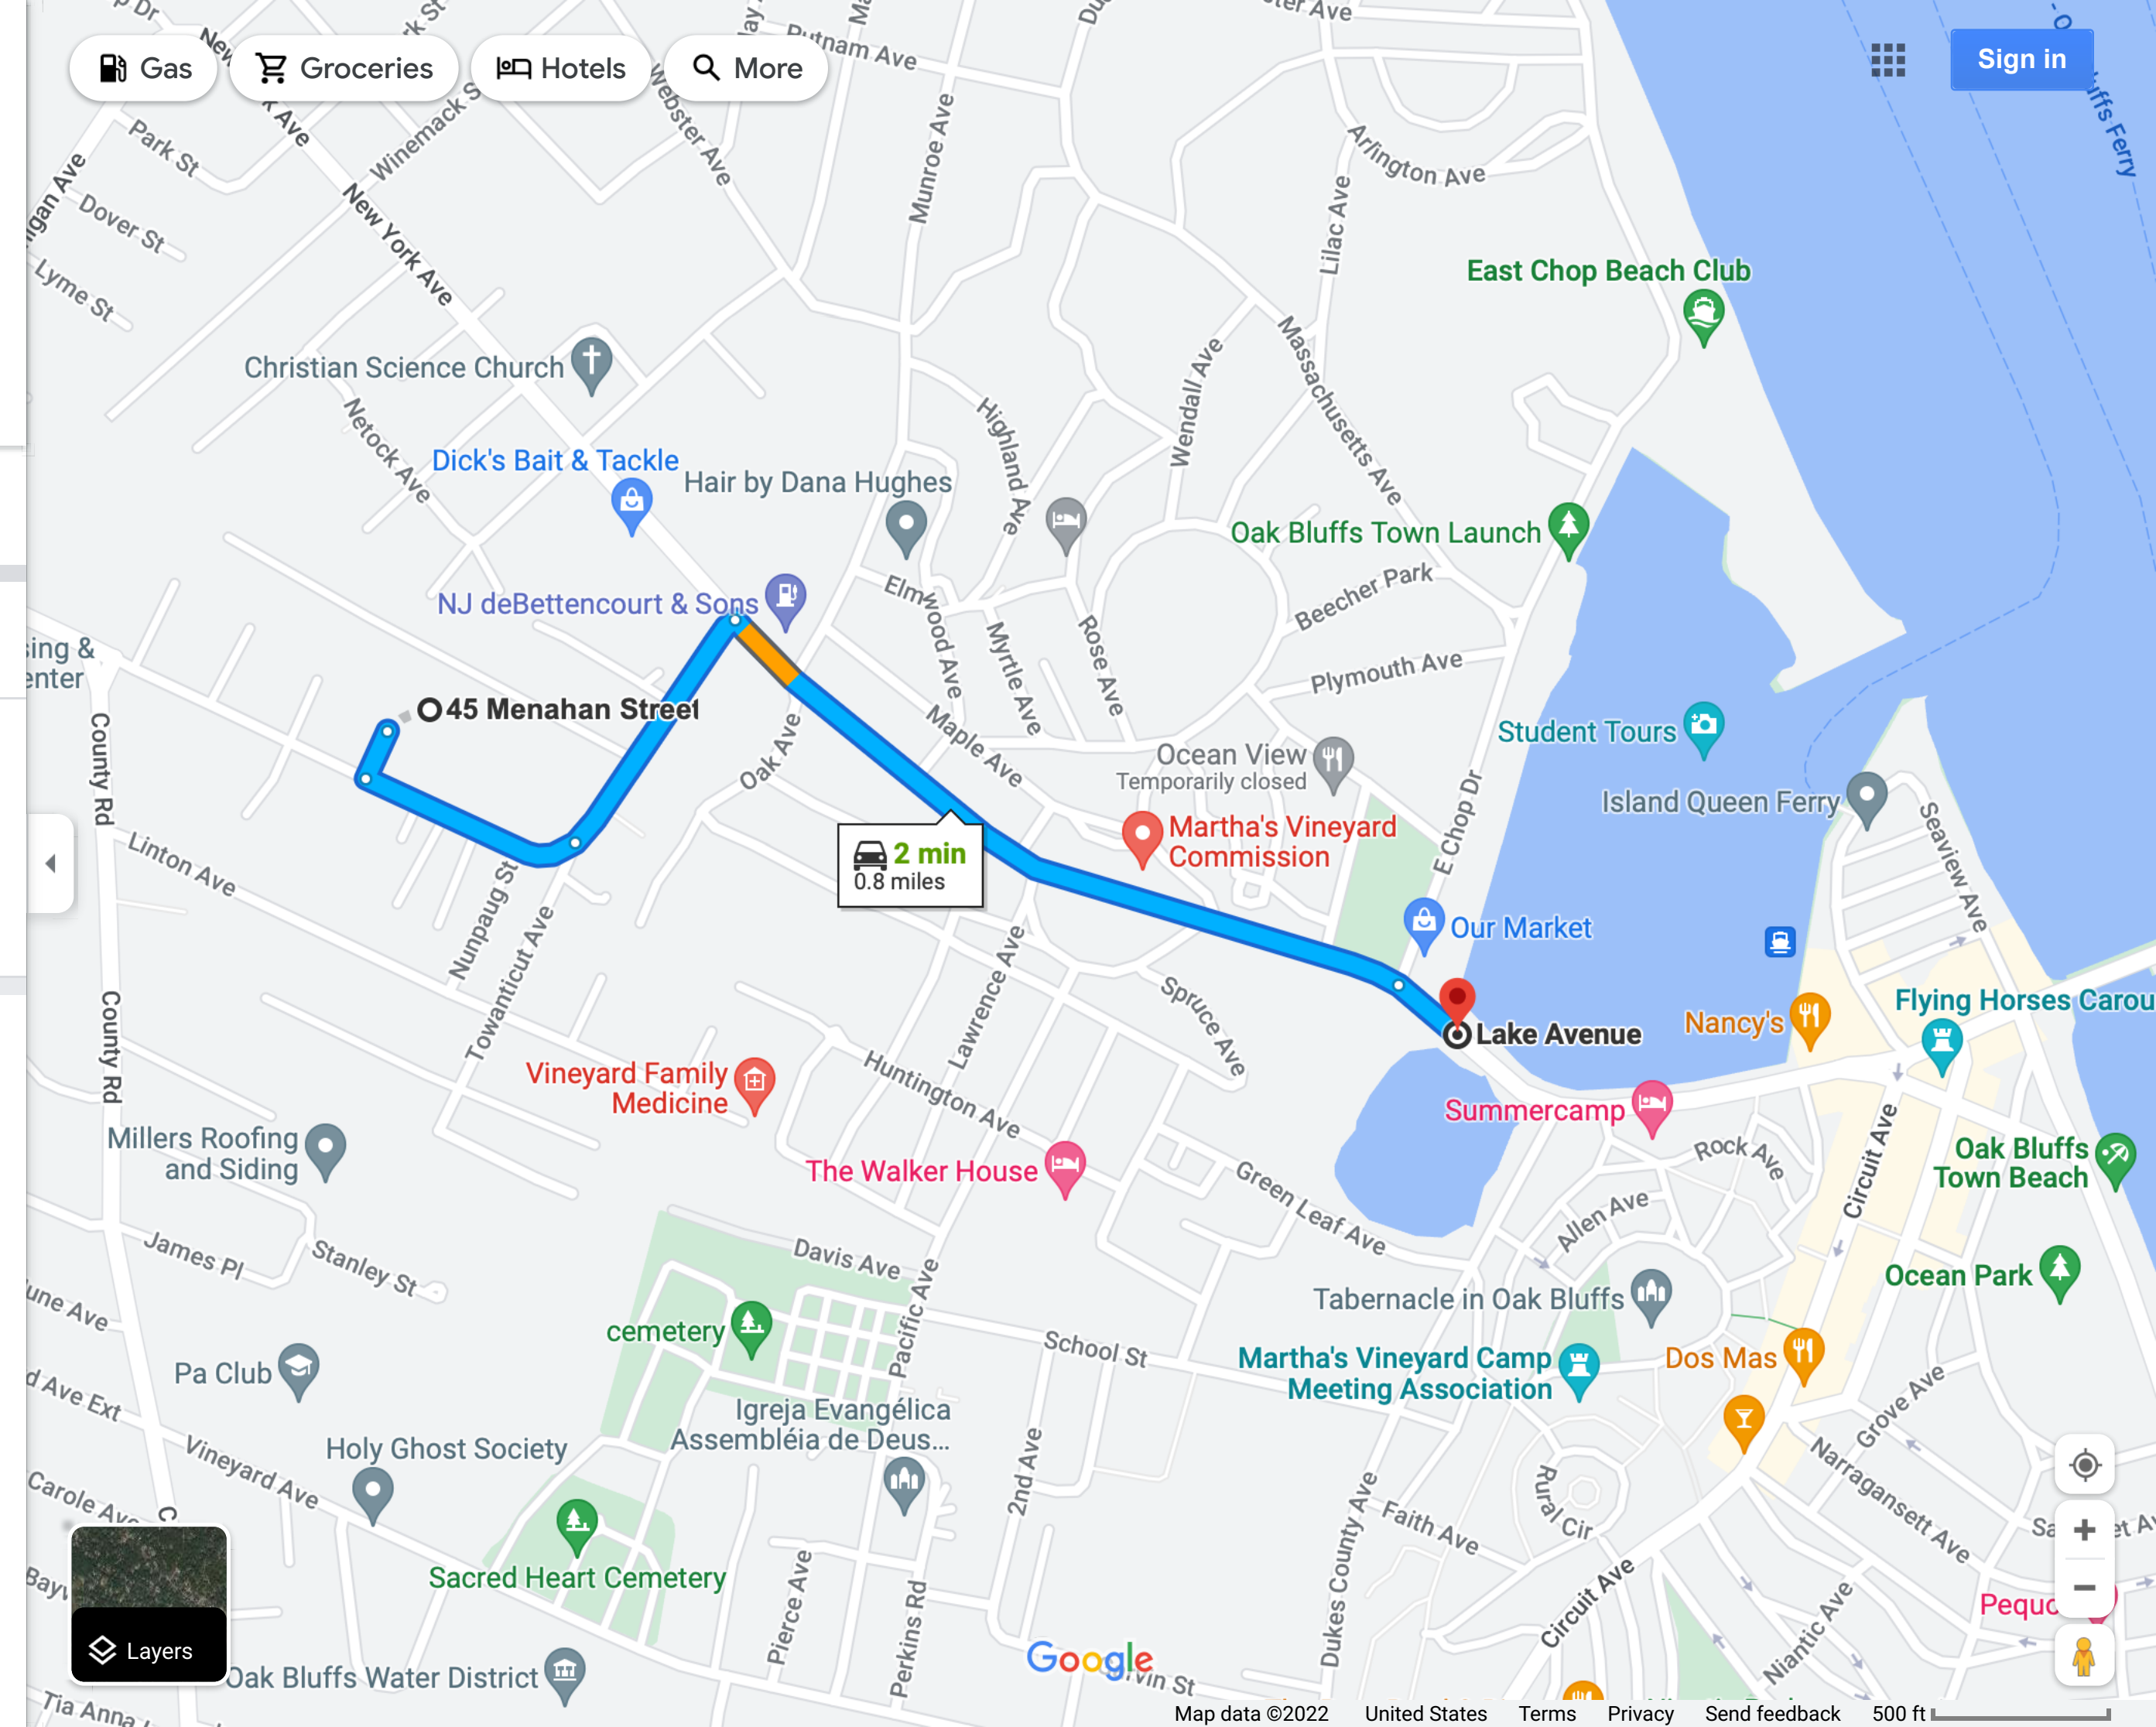 Gas
Groceries
Hotels
More
Sign in
Putnam Ave
Park St
Winemack S
Webster Ave
Munroe Ave
Arlington Ave
Lilac Ave
Dover St
New York Ave
Lyme St
East Chop Beach Club
Christian Science Church
Netock Ave
Highland Ave
Wendall Ave
Massachusetts Ave
Dick's Bait & Tackle
Hair by Dana Hughes
Oak Bluffs Town Launch
NJ deBettencourt & Sons
Elmwood Ave
Myrtle Ave
Rose Ave
Beecher Park
Plymouth Ave
45 Menahan Street
Oak Ave
Maple Ave
Ocean View
Temporarily closed
Student Tours
Island Queen Ferry
County Rd
Linton Ave
2 min
0.8 miles
Martha's Vineyard
Commission
E Chop Dr
Seaview Ave
Our Market
Nunpaug St
Towanticut Ave
Lawrence Ave
Spruce Ave
Lake Avenue
Nancy's
Flying Horses Carou
County Rd
Vineyard Family
Medicine
Huntington Ave
Summercamp
Rock Ave
Circuit Ave
Oak Bluffs
Town Beach
Millers Roofing
and Siding
The Walker House
Green Leaf Ave
Allen Ave
James Pl
Stanley St
Davis Ave
Ocean Park
Tabernacle in Oak Bluffs
cemetery
Pacific Ave
School St
Pa Club
Martha's Vineyard Camp
Meeting Association
Dos Mas
Grove Ave
Igreja Evangélica
Assembléia de Deus...
Holy Ghost Society
Vineyard Ave
d Ave Ext
Carole Ave
2nd Ave
Rural Cir
Faith Ave
Narragansett Ave
Sacred Heart Cemetery
Pierce Ave
Perkins Rd
Dukes County Ave
Circuit Ave
Niantic Ave
Pequo
Layers
Oak Bluffs Water District
Google
Tia Anna
Map data ©2022
United States
Terms
Privacy
Send feedback
500 ft